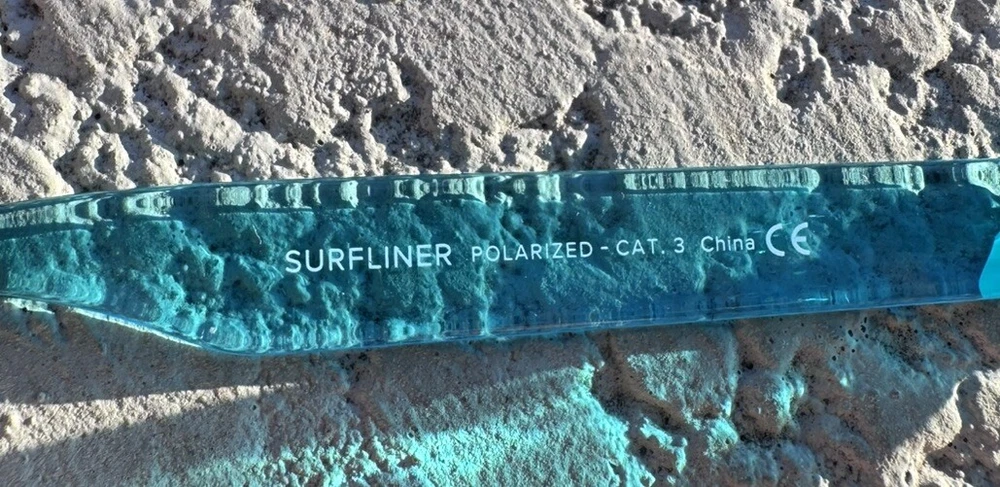 SURFLINER POLARIZED - CAT. 3 China CE